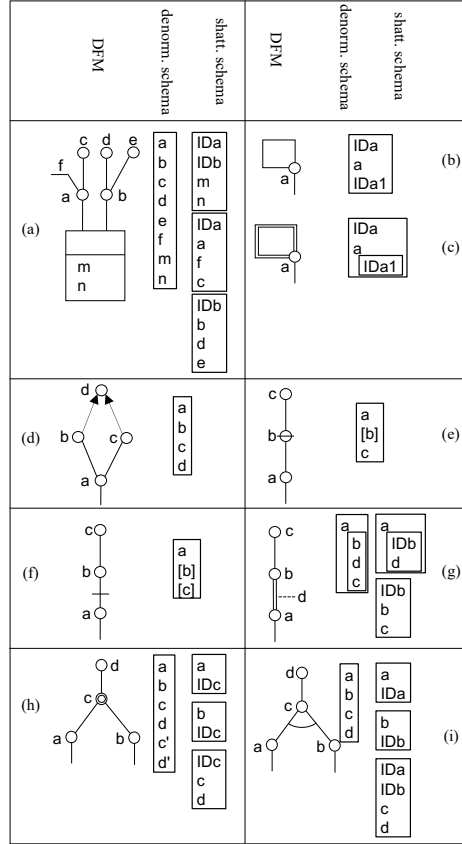 DFM
denorm. schema
shatt. schema
DFM
denorm. schema
shatt. schema
(a)
c d e
f
a b
m
n
a
b
c
d
e
f
m
n
IDa
IDb
m
n
IDa
a
f
c
IDb
b
d
e
(b)
a
IDa
a
IDa1
(c)
a
IDa
a
IDa1
(d)
d
b c
a
a
b
c
d
(e)
c
b
a
a
[b]
c
(f)
c
b
a
a
[b]
[c]
(g)
c
b
d
a
a
b
d
c
a
IDb
d
IDb
b
c
(h)
d
c
a b
a
b
c
d
c'
d'
a
IDc
b
IDc
IDc
c
d
(i)
d
c
a b
a
b
c
d
a
IDa
b
IDb
IDa
IDb
c
d